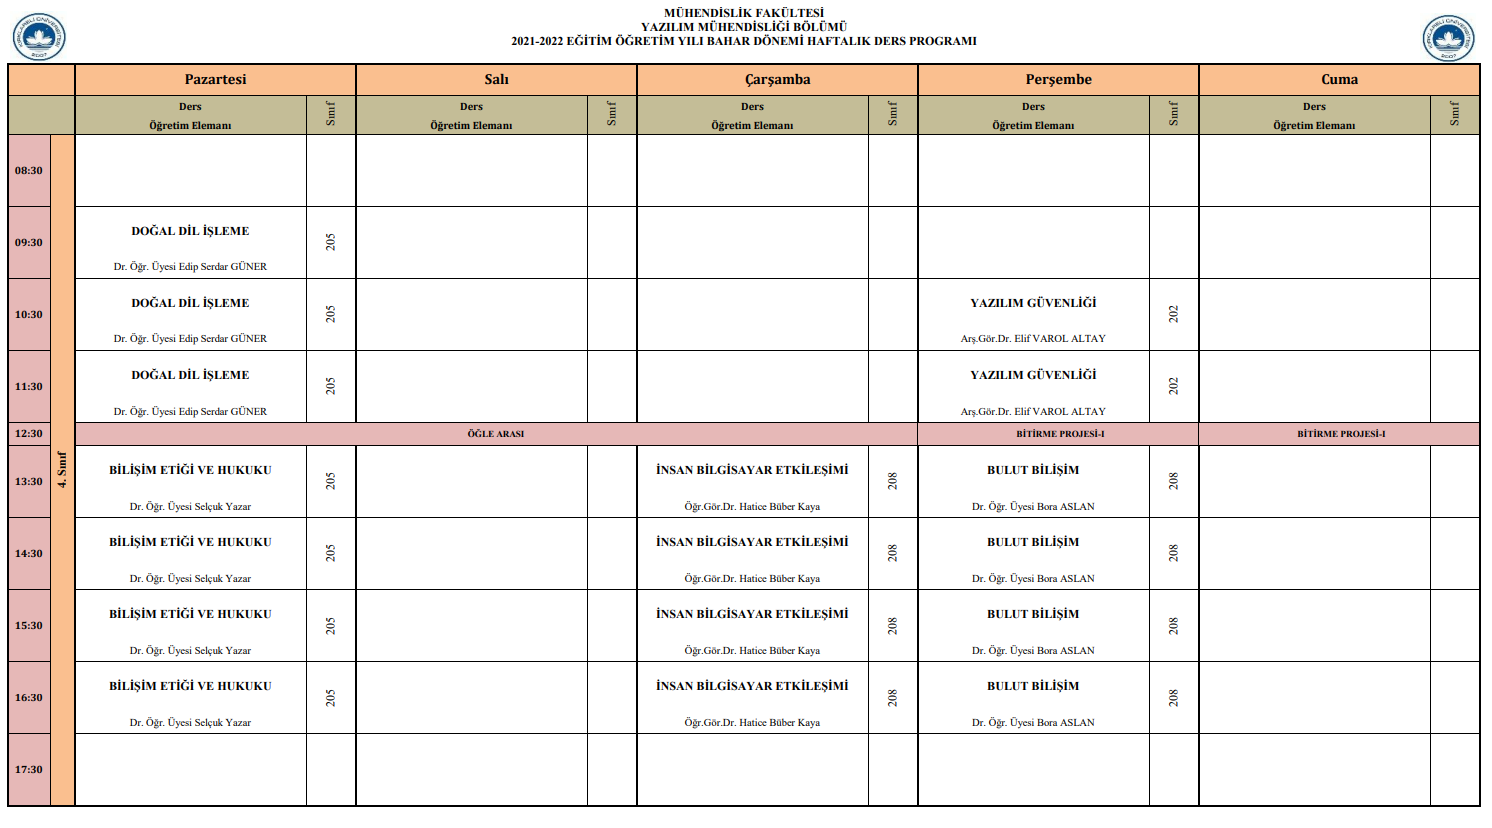 MÜHENDİSLİK FAKÜLTESİ
YAZILIM MÜHENDİSLİĞİ BÖLÜMÜ
2021-2022 EĞİTİM ÖĞRETİM YILI BAHAR DÖNEMİ HAFTALIK DERS PROGRAMI
Pazartesi Salı Çarşamba Perşembe Cuma
Ders Sınıf Ders Sınıf Ders Sınıf Ders Sınıf Ders Sınıf
Öğretim Elemanı Öğretim Elemanı Öğretim Elemanı Öğretim Elemanı Öğretim Elemanı
4. Sınıf
08:30
09:30 DOĞAL DİL İŞLEME 205
Dr. Öğr. Üyesi Edip Serdar GÜNER
10:30 DOĞAL DİL İŞLEME 205 YAZILIM GÜVENLİĞİ 202
Dr. Öğr. Üyesi Edip Serdar GÜNER Arş.Gör.Dr. Elif VAROL ALTAY
11:30 DOĞAL DİL İŞLEME 205 YAZILIM GÜVENLİĞİ 202
Dr. Öğr. Üyesi Edip Serdar GÜNER Arş.Gör.Dr. Elif VAROL ALTAY
12:30 ÖĞLE ARASI BİTİRME PROJESİ-I BİTİRME PROJESİ-I
13:30 BİLİŞİM ETİĞİ VE HUKUKU 205 İNSAN BİLGİSAYAR ETKİLEŞİMİ 208 BULUT BİLİŞİM 208
Dr. Öğr. Üyesi Selçuk Yazar Öğr.Gör.Dr. Hatice Büber Kaya Dr. Öğr. Üyesi Bora ASLAN
14:30 BİLİŞİM ETİĞİ VE HUKUKU 205 İNSAN BİLGİSAYAR ETKİLEŞİMİ 208 BULUT BİLİŞİM 208
Dr. Öğr. Üyesi Selçuk Yazar Öğr.Gör.Dr. Hatice Büber Kaya Dr. Öğr. Üyesi Bora ASLAN
15:30 BİLİŞİM ETİĞİ VE HUKUKU 205 İNSAN BİLGİSAYAR ETKİLEŞİMİ 208 BULUT BİLİŞİM 208
Dr. Öğr. Üyesi Selçuk Yazar Öğr.Gör.Dr. Hatice Büber Kaya Dr. Öğr. Üyesi Bora ASLAN
16:30 BİLİŞİM ETİĞİ VE HUKUKU 205 İNSAN BİLGİSAYAR ETKİLEŞİMİ 208 BULUT BİLİŞİM 208
Dr. Öğr. Üyesi Selçuk Yazar Öğr.Gör.Dr. Hatice Büber Kaya Dr. Öğr. Üyesi Bora ASLAN
17:30